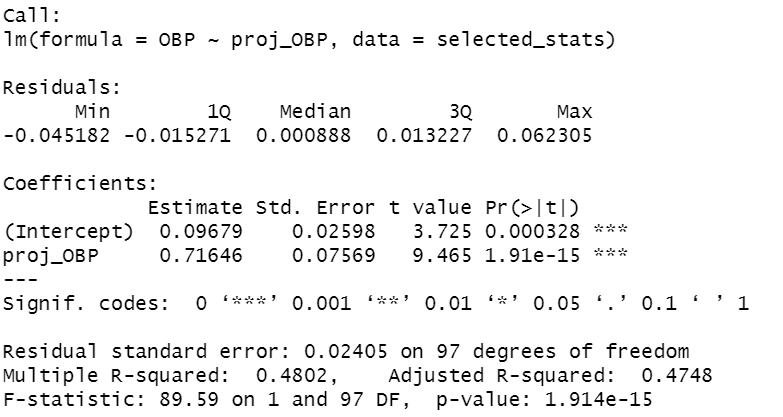 Call:
lm(formula = OBP ~ proj_OBP, data = selected_stats)

Residuals:
      Min        1Q    Median        3Q       Max
-0.045182 -0.015271  0.000888  0.013227  0.062305

Coefficients:
            Estimate Std. Error t value Pr(>|t|)
(Intercept)  0.09679    0.02598   3.725 0.000328 ***
proj_OBP     0.71646    0.07569   9.465 1.91e-15 ***
---
Signif. codes:  0 ‘***’ 0.001 ‘**’ 0.01 ‘*’ 0.05 ‘.’ 0.1 ‘ ’ 1

Residual standard error: 0.02405 on 97 degrees of freedom
Multiple R-squared:  0.4802,    Adjusted R-squared:  0.4748
F-statistic: 89.59 on 1 and 97 DF,  p-value: 1.914e-15